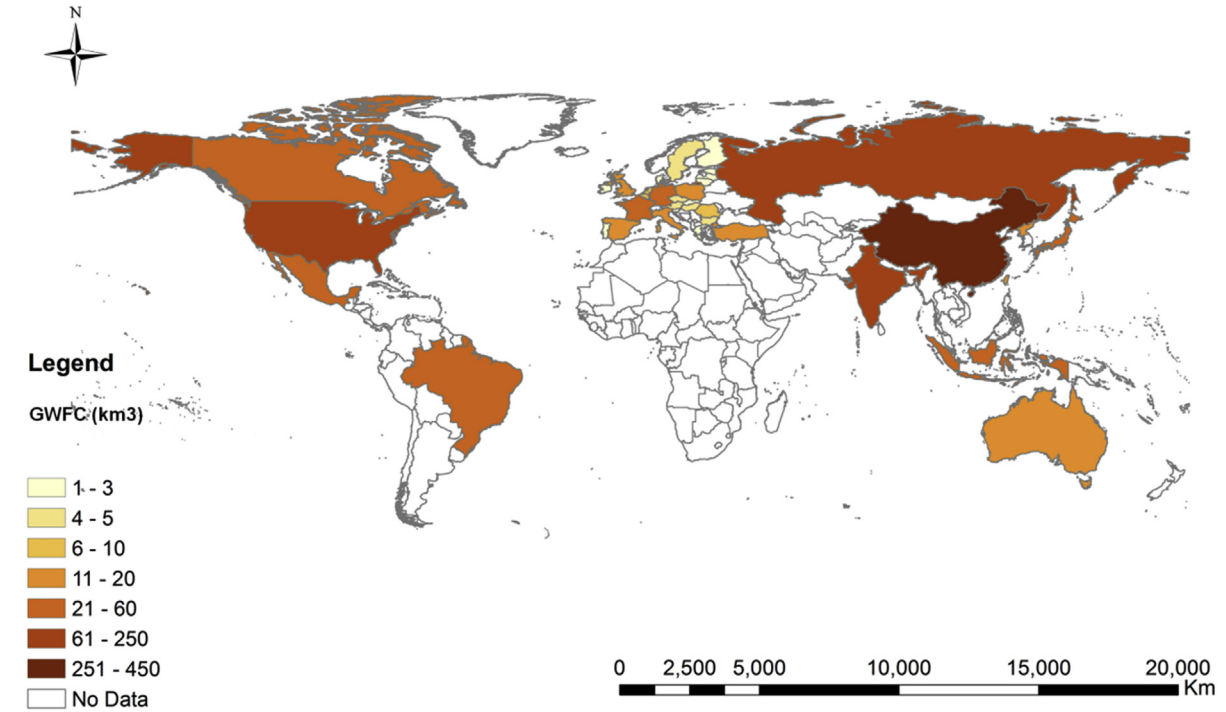 N
Legend
GWFC (km3)
1 - 3
4 - 5
6 - 10
11 - 20
21 - 60
61 - 250
251 - 450
No Data
0 2,500 5,000 10,000 15,000 20,000
Km